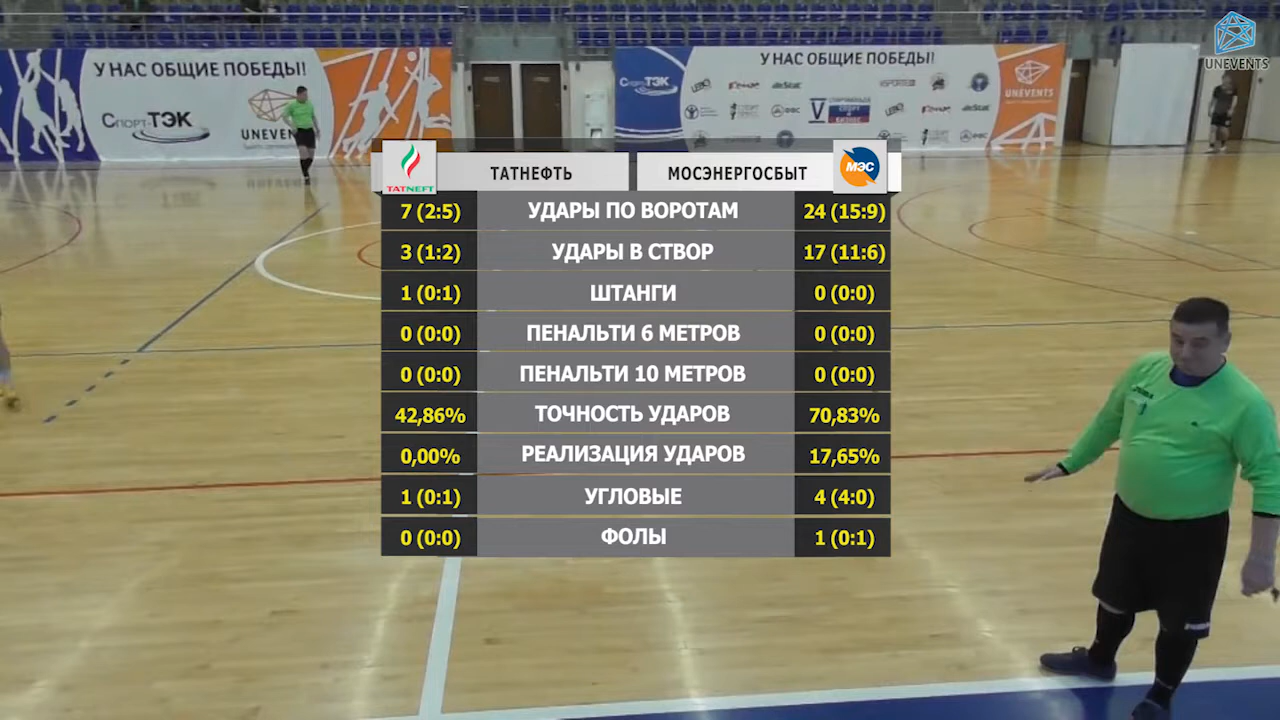 UNEVENTS
У НАС ОБЩИЕ ПОБЕДЫ!
СпортТЭК
UNEVENTS
СпортТЭК
У НАС ОБЩИЕ ПОБЕДЫ!
UNEVENTS
TATNEFT
ТАТНЕФТЬ
МОСЭНЕРГОСБЫТ
МЭС
7 (2:5) УДАРЫ ПО ВОРОТАМ 24 (15:9)
3 (1:2) УДАРЫ В СТВОР 17 (11:6)
1 (0:1) ШТАНГИ 0 (0:0)
0 (0:0) ПЕНАЛЬТИ 6 МЕТРОВ 0 (0:0)
0 (0:0) ПЕНАЛЬТИ 10 МЕТРОВ 0 (0:0)
42,86% ТОЧНОСТЬ УДАРОВ 70,83%
0,00% РЕАЛИЗАЦИЯ УДАРОВ 17,65%
1 (0:1) УГЛОВЫЕ 4 (4:0)
0 (0:0) ФОЛЫ 1 (0:1)